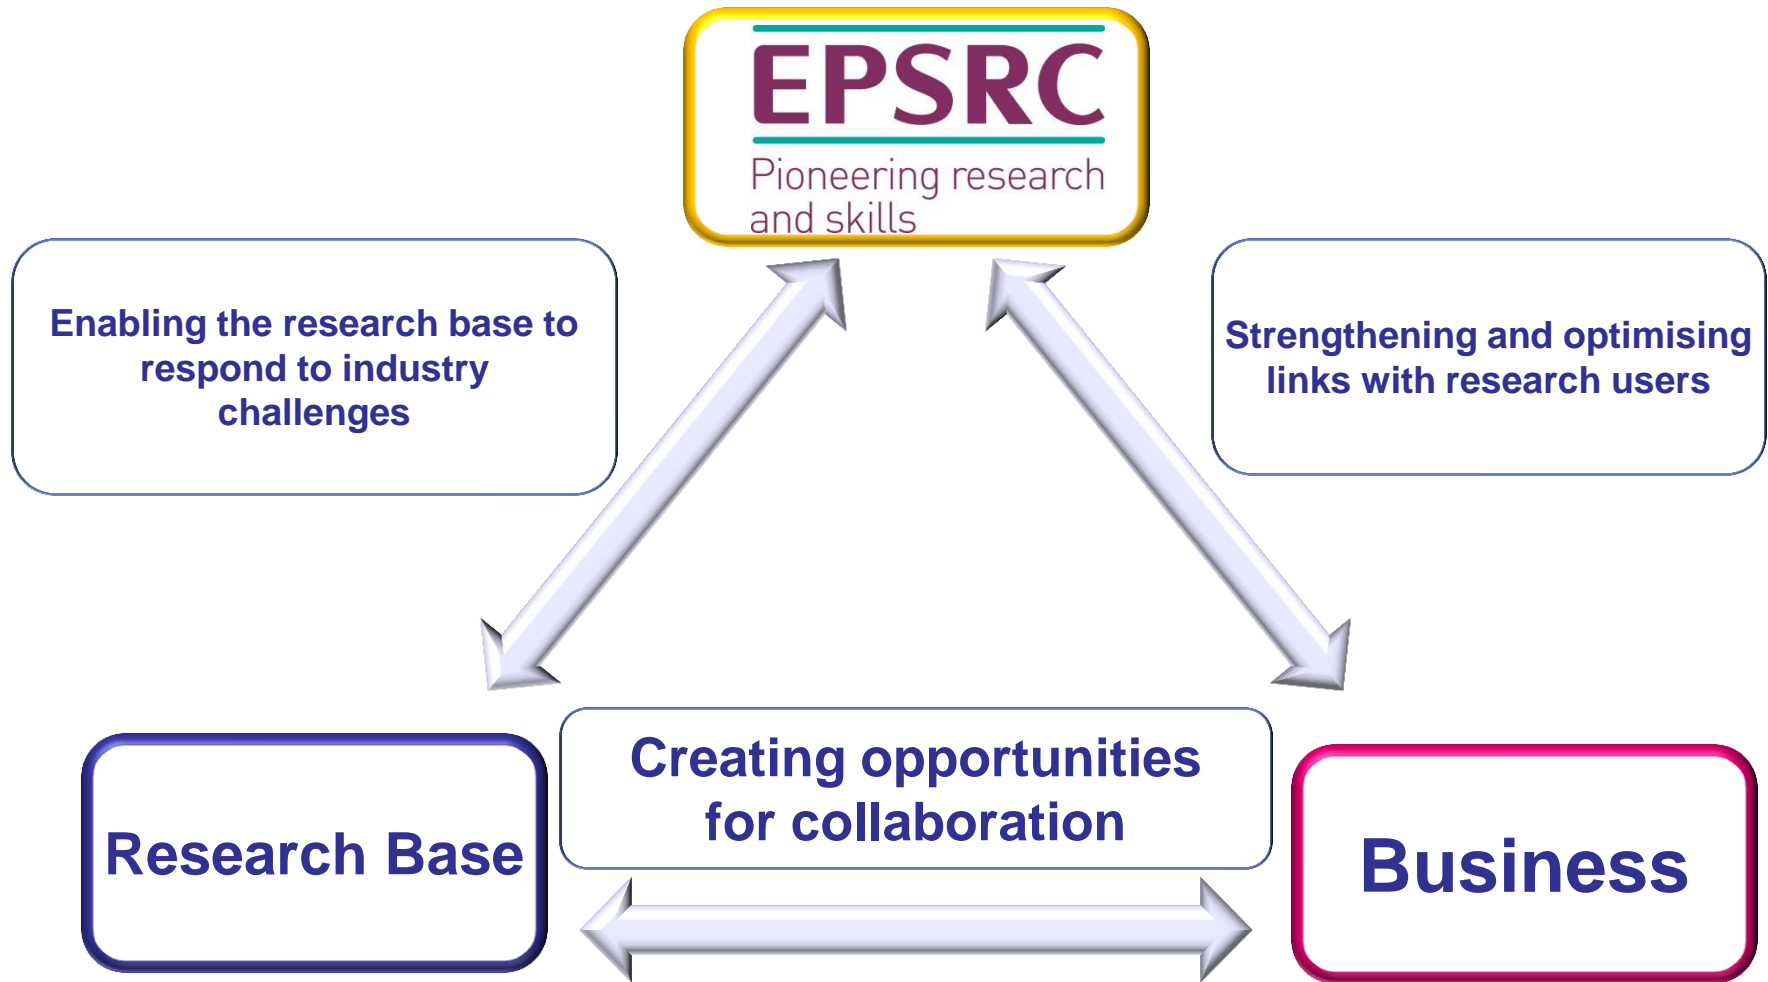 EPSRC
Pioneering research
and skills
Enabling the research base to
respond to industry
challenges
Strengthening and optimising
links with research users
Creating opportunities
for collaboration
Research Base
Business